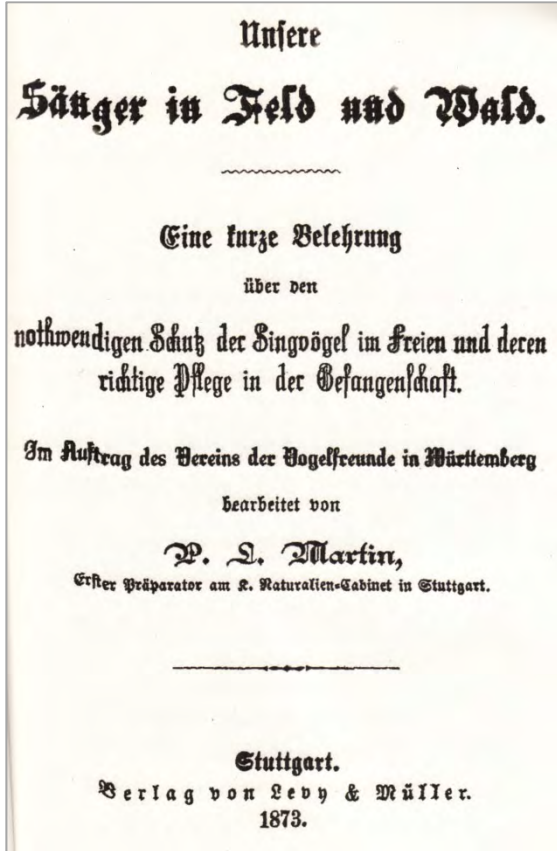 Unsere
Sänger in Feld und Wald.
Eine kurze Belehrung
über den
nothwendigen Schutz der Singvögel im Freien und deren
richtige Pflege in der Gefangenschaft.
Im Auftrag des Vereins der Vogelfreunde in Württemberg
bearbeitet von
P. L. Martin,
Erster Präparator am K. Naturalien-Cabinet in Stuttgart.
Stuttgart.
Verlag von Levy & Müller.
1873.